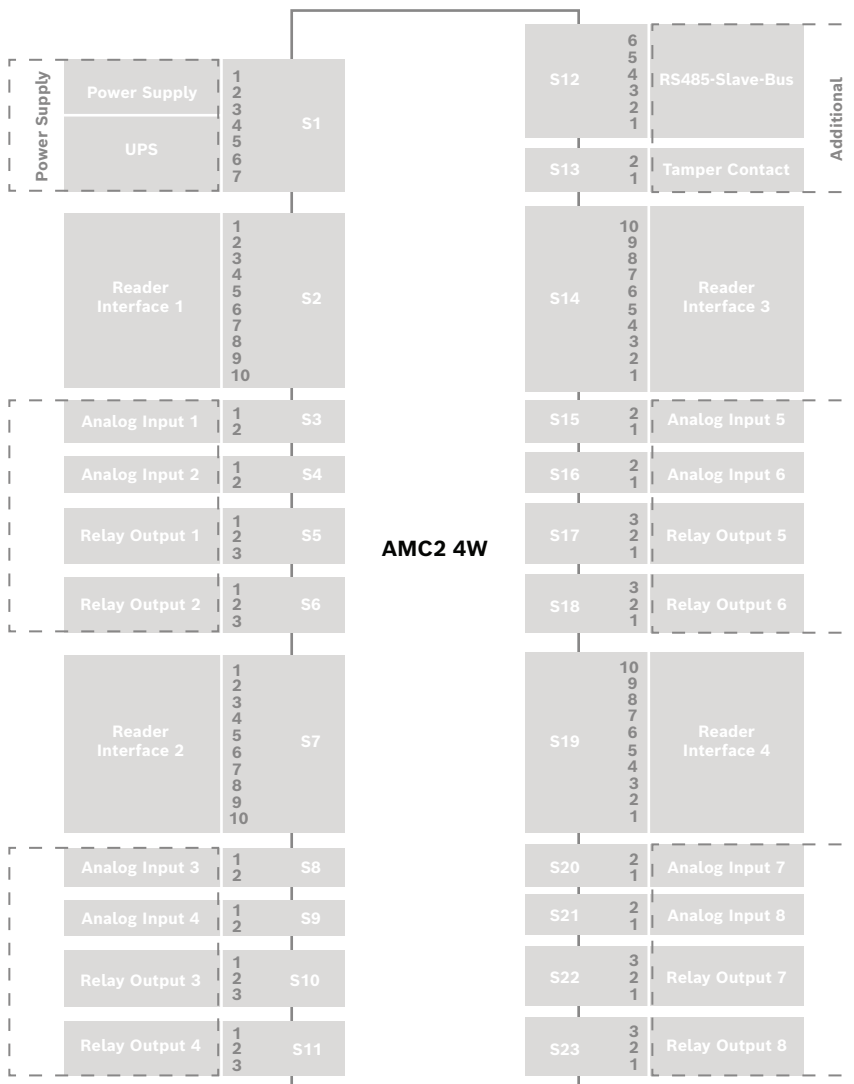 Power Supply
Power Supply
UPS
1
2
3
4
5
6
7
S1
Reader
Interface 1
1
2
3
4
5
6
7
8
9
10
S2
Analog Input 1
1
2
S3
Analog Input 2
1
2
S4
Relay Output 1
1
2
3
S5
Relay Output 2
1
2
3
S6
Reader
Interface 2
1
2
3
4
5
6
7
8
9
10
S7
Analog Input 3
1
2
S8
Analog Input 4
1
2
S9
Relay Output 3
1
2
3
S10
Relay Output 4
1
2
3
S11
AMC2 4W
S12
6
5
4
3
2
1
RS485-Slave-Bus
Additional
S13
2
1
Tamper Contact
S14
10
9
8
7
6
5
4
3
2
1
Reader
Interface 3
S15
2
1
Analog Input 5
S16
2
1
Analog Input 6
S17
3
2
1
Relay Output 5
S18
3
2
1
Relay Output 6
S19
10
9
8
7
6
5
4
3
2
1
Reader
Interface 4
S20
2
1
Analog Input 7
S21
2
1
Analog Input 8
S22
3
2
1
Relay Output 7
S23
3
2
1
Relay Output 8